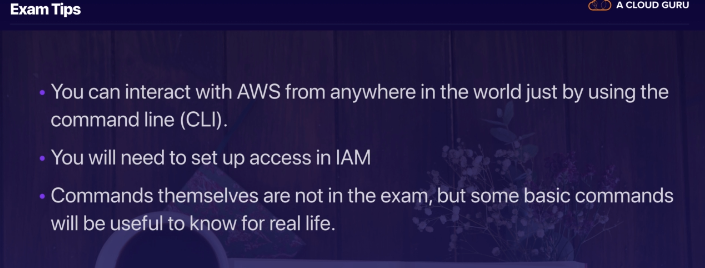 Exam Tips
A CLOUD GURU
• You can interact with AWS from anywhere in the world just by using the
command line (CLI).
• You will need to set up access in IAM
• Commands themselves are not in the exam, but some basic commands
will be useful to know for real life.